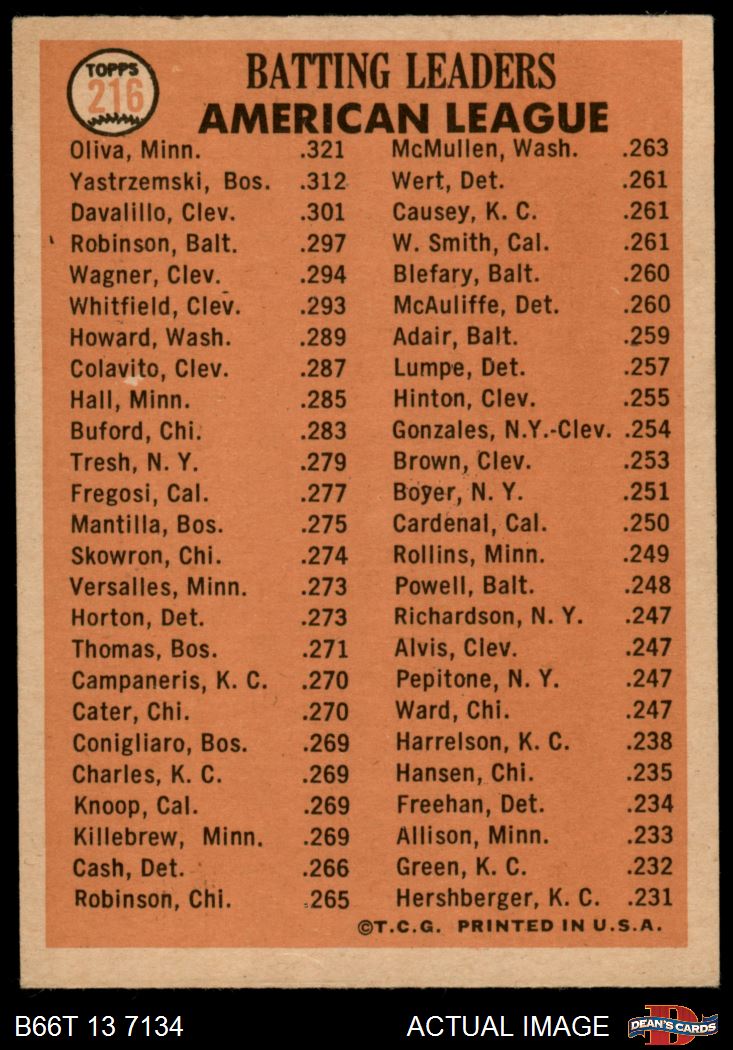 TOPPS
216
BATTING LEADERS
AMERICAN LEAGUE
Oliva, Minn. .321
Yastrzemski, Bos. .312
Davalillo, Clev. .301
Robinson, Balt. .297
Wagner, Clev. .294
Whitfield, Clev. .293
Howard, Wash. .289
Colavito, Clev. .287
Hall, Minn. .285
Buford, Chi. .283
Tresh, N. Y. .279
Fregosi, Cal. .277
Mantilla, Bos. .275
Skowron, Chi. .274
Versalles, Minn. .273
Horton, Det. .273
Thomas, Bos. .271
Campaneris, K. C. .270
Cater, Chi. .270
Conigliaro, Bos. .269
Charles, K. C. .269
Knoop, Cal. .269
Killebrew, Minn. .269
Cash, Det. .266
Robinson, Chi. .265
McMullen, Wash. .263
Wert, Det. .261
Causey, K. C. .261
W. Smith, Cal. .261
Blefary, Balt. .260
McAuliffe, Det. .260
Adair, Balt. .259
Lumpe, Det. .257
Hinton, Clev. .255
Gonzales, N.Y.-Clev. .254
Brown, Clev. .253
Boyer, N. Y. .251
Cardenal, Cal. .250
Rollins, Minn. .249
Powell, Balt. .248
Richardson, N. Y. .247
Alvis, Clev. .247
Pepitone, N. Y. .247
Ward, Chi. .247
Harrelson, K. C. .238
Hansen, Chi. .235
Freehan, Det. .234
Allison, Minn. .233
Green, K. C. .232
Hershberger, K. C. .231
©T.C.G. PRINTED IN U.S.A.
B66T 13 7134
ACTUAL IMAGE
D
DEAN'S CARDS